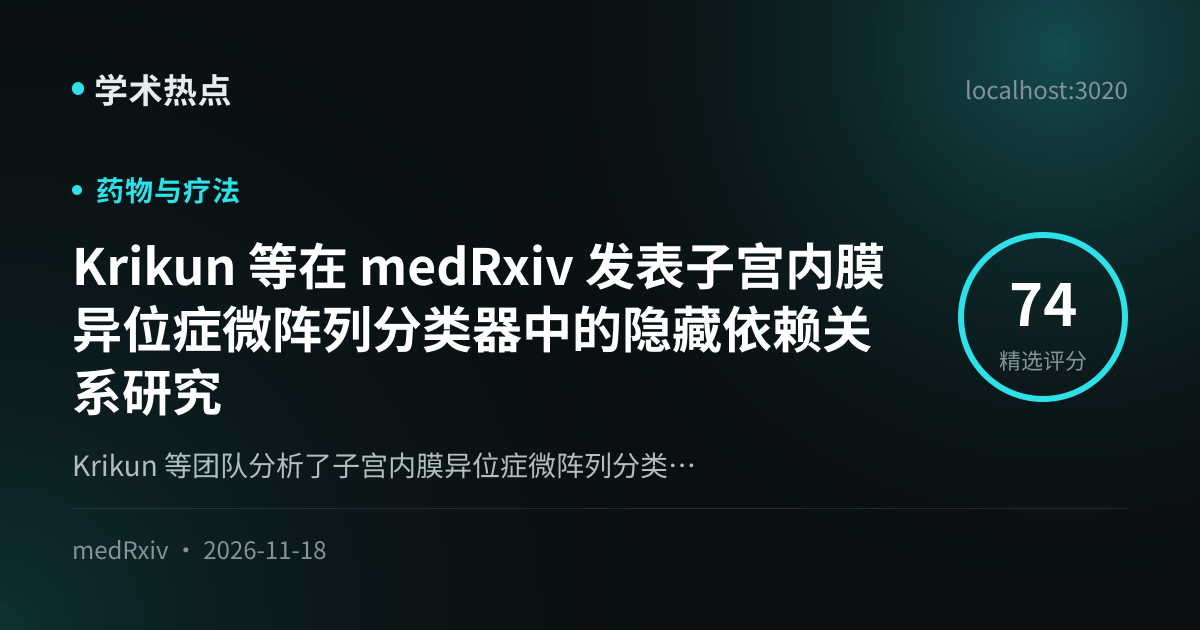 学术热点
localhost:3020
药物与疗法
Krikun 等在 medRxiv 发表子宫内膜
异位症微阵列分类器中的隐藏依赖关
系研究
74
精选评分
Krikun 等团队分析了子宫内膜异位症微阵列分类…
medRxiv · 2026-11-18